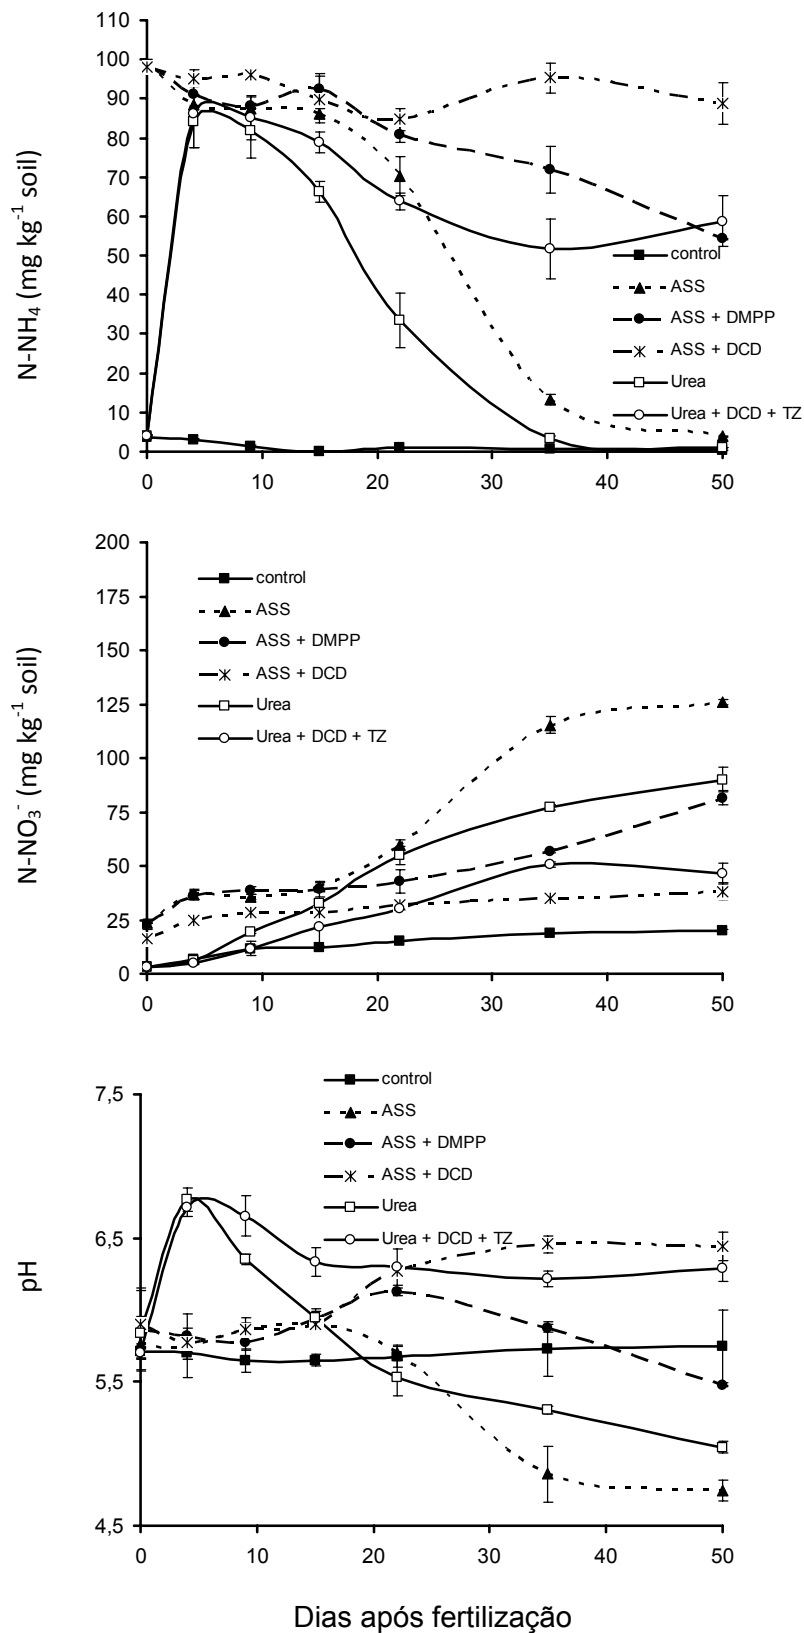 110
100
90
80
70
60
50
40
30
20
10
0
N-NH₄ (mg kg⁻¹ soil)
control
ASS
ASS + DMPP
ASS + DCD
Urea
Urea + DCD + TZ
0 10 20 30 40 50
200
175
150
125
100
75
50
25
0
N-NO₃⁻ (mg kg⁻¹ soil)
control
ASS
ASS + DMPP
ASS + DCD
Urea
Urea + DCD + TZ
0 10 20 30 40 50
7,5
6,5
5,5
4,5
pH
control
ASS
ASS + DMPP
ASS + DCD
Urea
Urea + DCD + TZ
0 10 20 30 40 50
Dias após fertilização